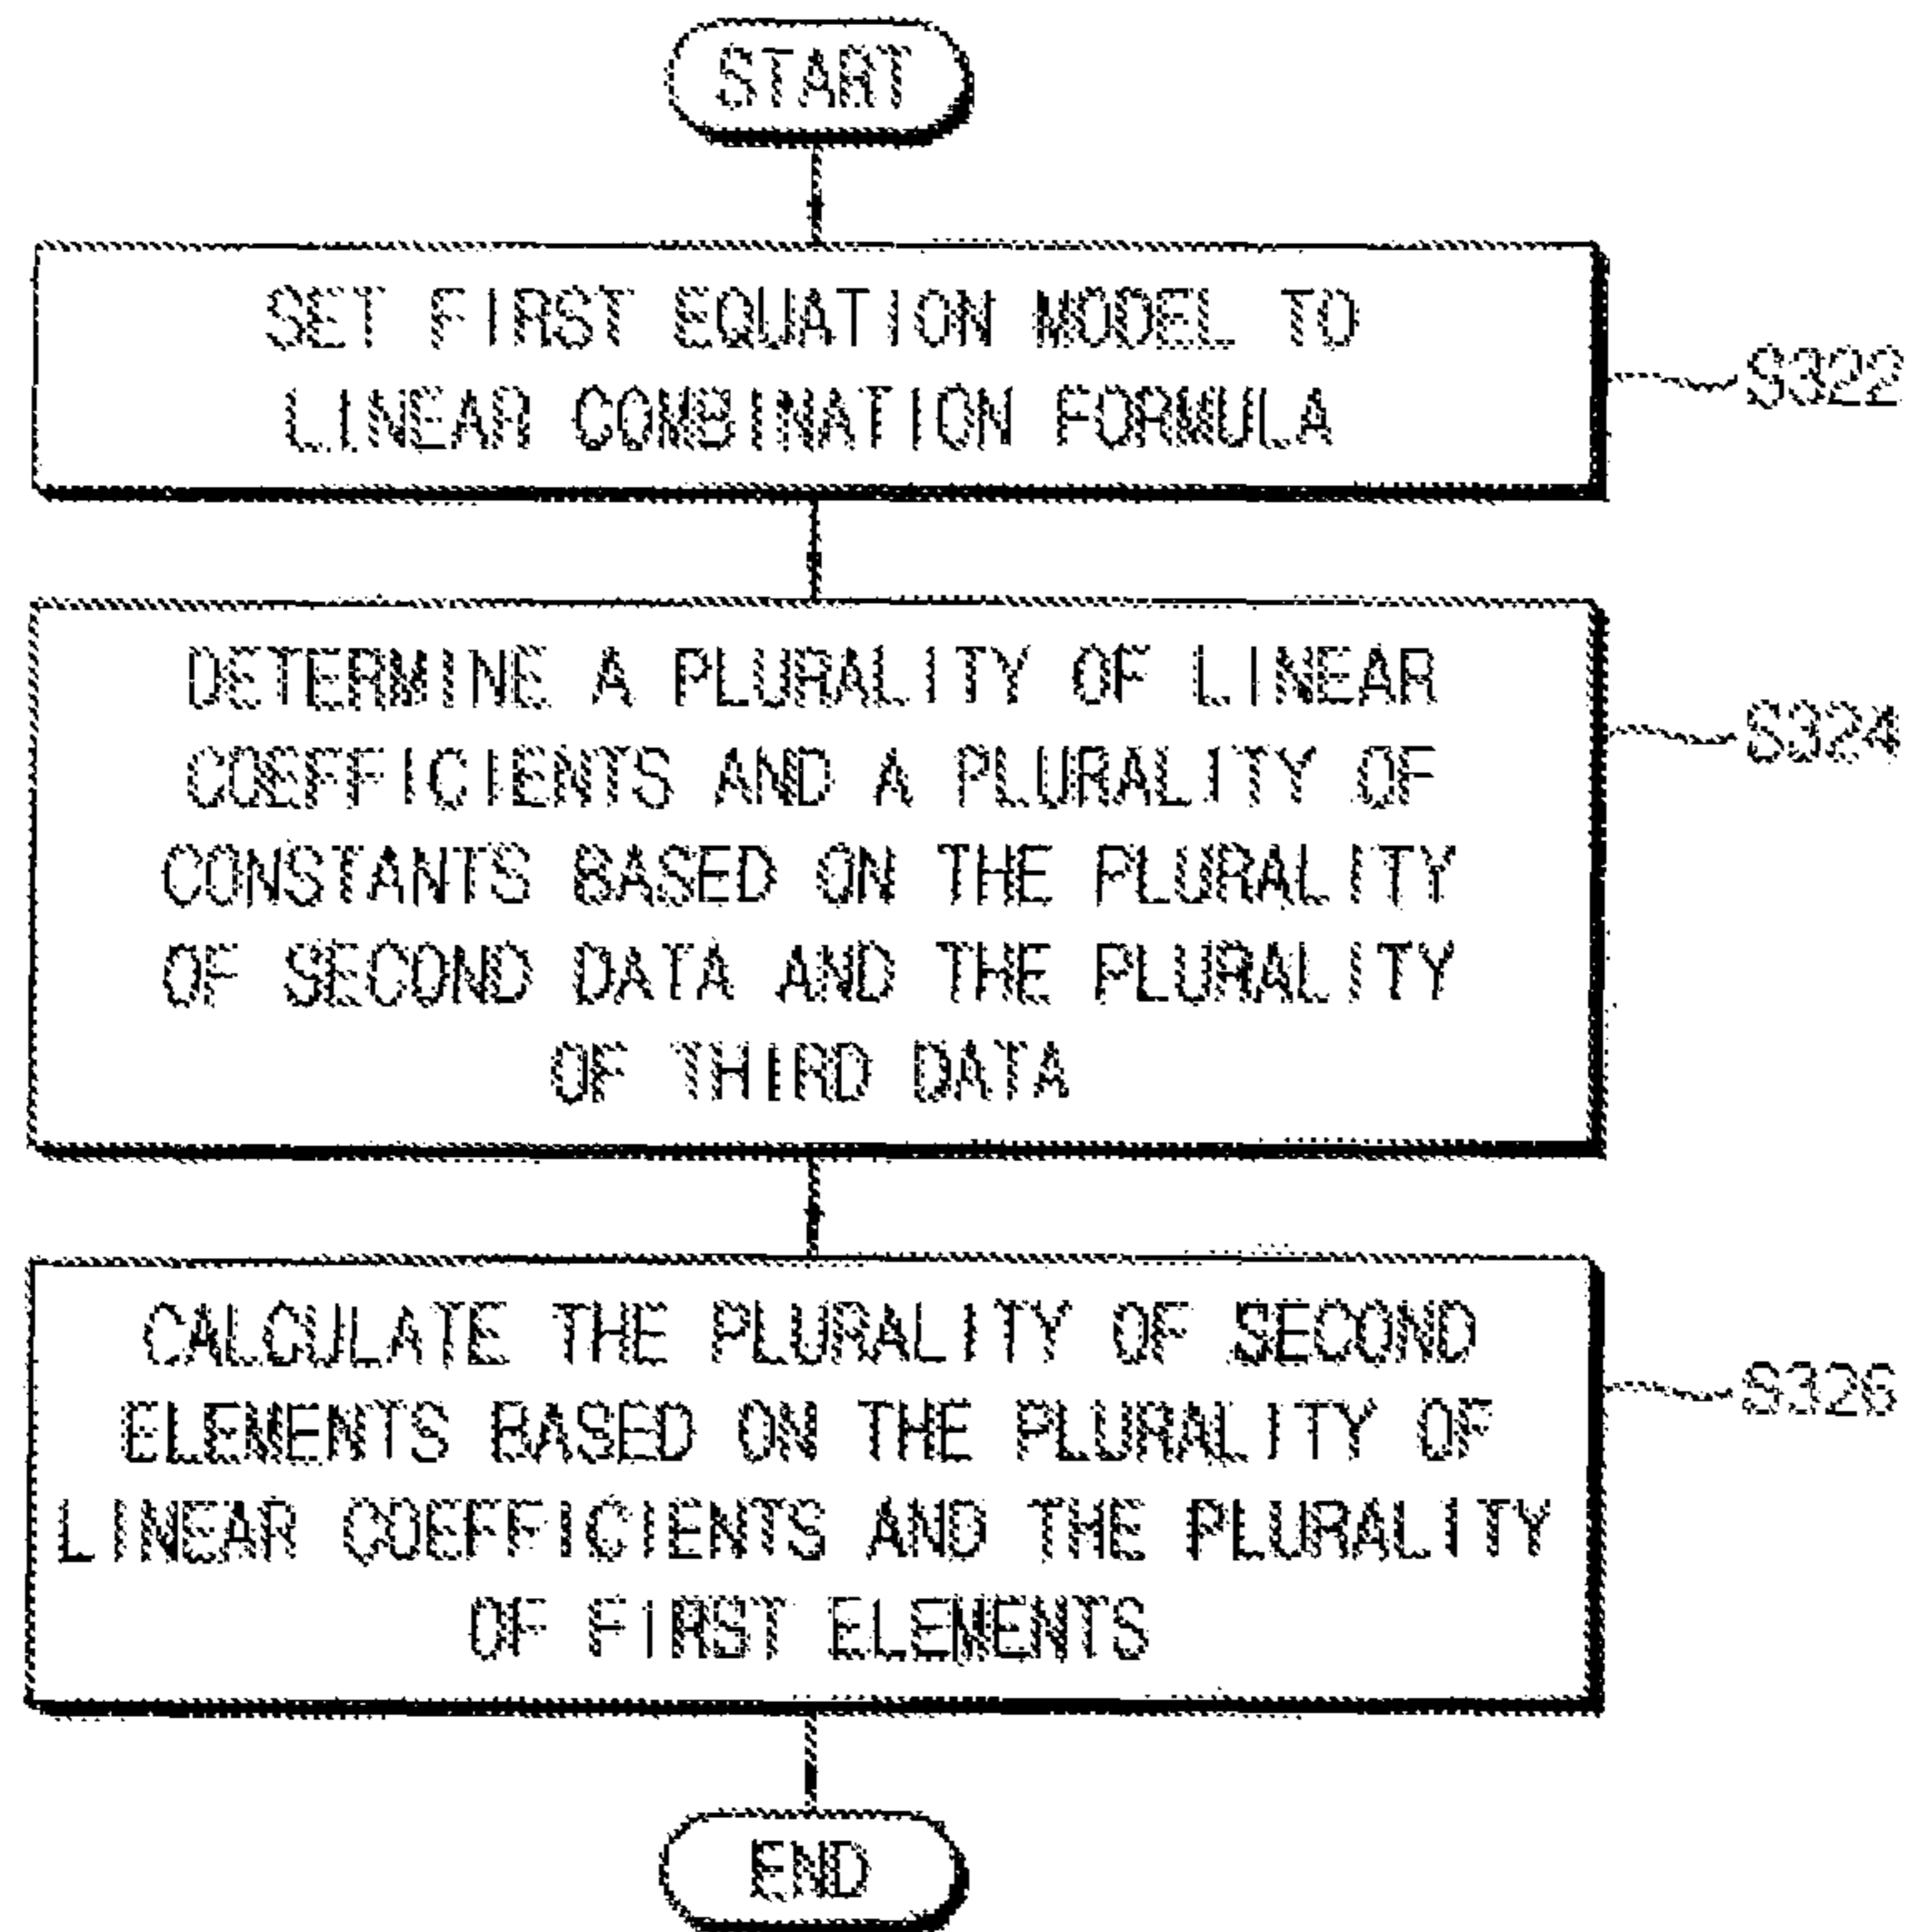 START
SET FIRST EQUATION MODEL TO
LINEAR COMBINATION FORMULA
S322
DETERMINE A PLURALITY OF LINEAR
COEFFICIENTS AND A PLURALITY OF
CONSTANTS BASED ON THE PLURALITY
OF SECOND DATA AND THE PLURALITY
OF THIRD DATA
S324
CALCULATE THE PLURALITY OF SECOND
ELEMENTS BASED ON THE PLURALITY OF
LINEAR COEFFICIENTS AND THE PLURALITY
OF FIRST ELEMENTS
S326
END